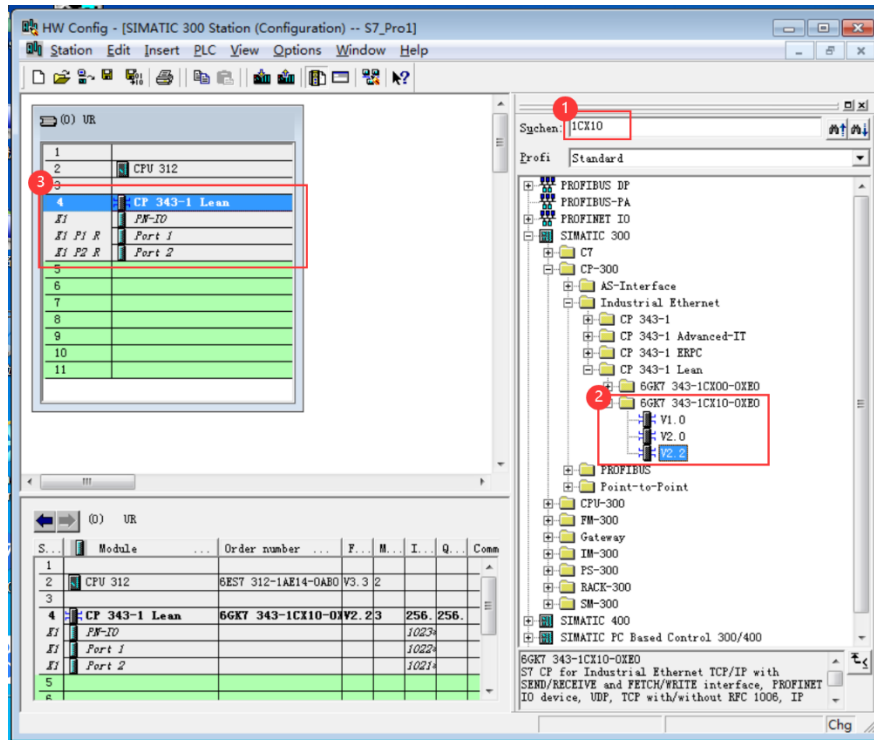 HW Config - [SIMATIC 300 Station (Configuration) -- S7_Pro1]
Station Edit Insert PLC View Options Window Help
(0) UR
1
2 CPU 312
3
3
4 CP 343-1 Lean
X1 PN-IO
X1 P1 R Port 1
X1 P2 R Port 2
5
6
7
8
9
10
11
1
Suchen: 1CX10
Profi Standard
PROFIBUS DP
PROFIBUS-PA
PROFINET IO
SIMATIC 300
C7
CP-300
AS-Interface
Industrial Ethernet
CP 343-1
CP 343-1 Advanced-IT
CP 343-1 ERPC
CP 343-1 Lean
6GK7 343-1CX00-0XE0
2
6GK7 343-1CX10-0XE0
V1.0
V2.0
V2.2
PROFIBUS
Point-to-Point
CPU-300
FM-300
Gateway
IM-300
PS-300
RACK-300
SM-300
SIMATIC 400
SIMATIC PC Based Control 300/400
(0) UR
S... Module ... Order number ... F... M... I... Q... Comm
1
2 CPU 312 6ES7 312-1AE14-0AB0 V3.3 2
3
4 CP 343-1 Lean 6GK7 343-1CX10-0X V2.2 3 256. 256.
X1 PN-IO 1023*
X1 Port 1 1022*
X1 Port 2 1021*
5
6
6GK7 343-1CX10-0XE0
S7 CP for Industrial Ethernet TCP/IP with
SEND/RECEIVE and FETCH/WRITE interface, PROFINET
IO device, UDP, TCP with/without RFC 1006, IP
Chg